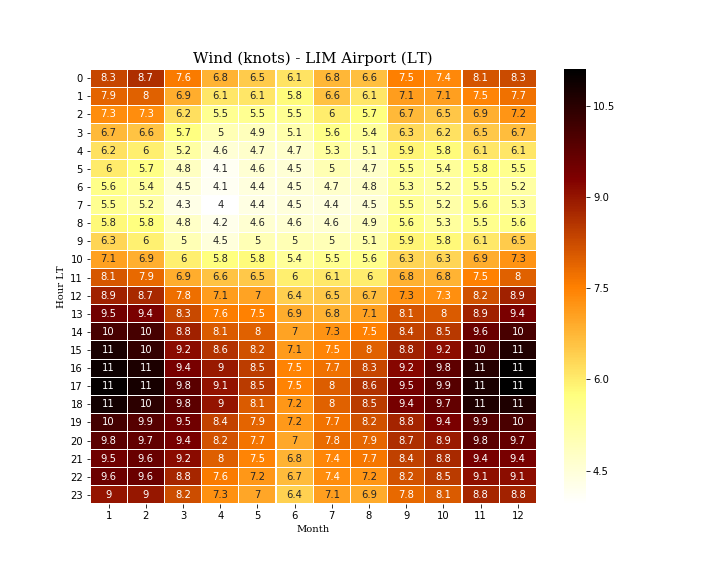 Wind (knots) - LIM Airport (LT)
0 8.3 8.7 7.6 6.8 6.5 6.1 6.8 6.6 7.5 7.4 8.1 8.3
1 7.9 8 6.9 6.1 6.1 5.8 6.6 6.1 7.1 7.1 7.5 7.7
2 7.3 7.3 6.2 5.5 5.5 5.5 6 5.7 6.7 6.5 6.9 7.2
3 6.7 6.6 5.7 5 4.9 5.1 5.6 5.4 6.3 6.2 6.5 6.7
4 6.2 6 5.2 4.6 4.7 4.7 5.3 5.1 5.9 5.8 6.1 6.1
5 6 5.7 4.8 4.1 4.6 4.5 5 4.7 5.5 5.4 5.8 5.5
6 5.6 5.4 4.5 4.1 4.4 4.5 4.7 4.8 5.3 5.2 5.5 5.2
7 5.5 5.2 4.3 4 4.4 4.5 4.4 4.5 5.5 5.2 5.6 5.3
8 5.8 5.8 4.8 4.2 4.6 4.6 4.6 4.9 5.6 5.3 5.5 5.6
9 6.3 6 5 4.5 5 5 5 5.1 5.9 5.8 6.1 6.5
10 7.1 6.9 6 5.8 5.8 5.4 5.5 5.6 6.3 6.3 6.9 7.3
11 8.1 7.9 6.9 6.6 6.5 6 6.1 6 6.8 6.8 7.5 8
12 8.9 8.7 7.8 7.1 7 6.4 6.5 6.7 7.3 7.3 8.2 8.9
13 9.5 9.4 8.3 7.6 7.5 6.9 6.8 7.1 8.1 8 8.9 9.4
14 10 10 8.8 8.1 8 7 7.3 7.5 8.4 8.5 9.6 10
15 11 10 9.2 8.6 8.2 7.1 7.5 8 8.8 9.2 10 11
16 11 11 9.4 9 8.5 7.5 7.7 8.3 9.2 9.8 11 11
17 11 11 9.8 9.1 8.5 7.5 8 8.6 9.5 9.9 11 11
18 11 10 9.8 9 8.1 7.2 8 8.5 9.4 9.7 11 11
19 10 9.9 9.5 8.4 7.9 7.2 7.7 8.2 8.8 9.4 9.9 10
20 9.8 9.7 9.4 8.2 7.7 7 7.8 7.9 8.7 8.9 9.8 9.7
21 9.5 9.6 9.2 8 7.5 6.8 7.4 7.7 8.4 8.8 9.4 9.4
22 9.6 9.6 8.8 7.6 7.2 6.7 7.4 7.2 8.2 8.5 9.1 9.1
23 9 9 8.2 7.3 7 6.4 7.1 6.9 7.8 8.1 8.8 8.8
1 2 3 4 5 6 7 8 9 10 11 12
Month
Hour LT
10.5
9.0
7.5
6.0
4.5